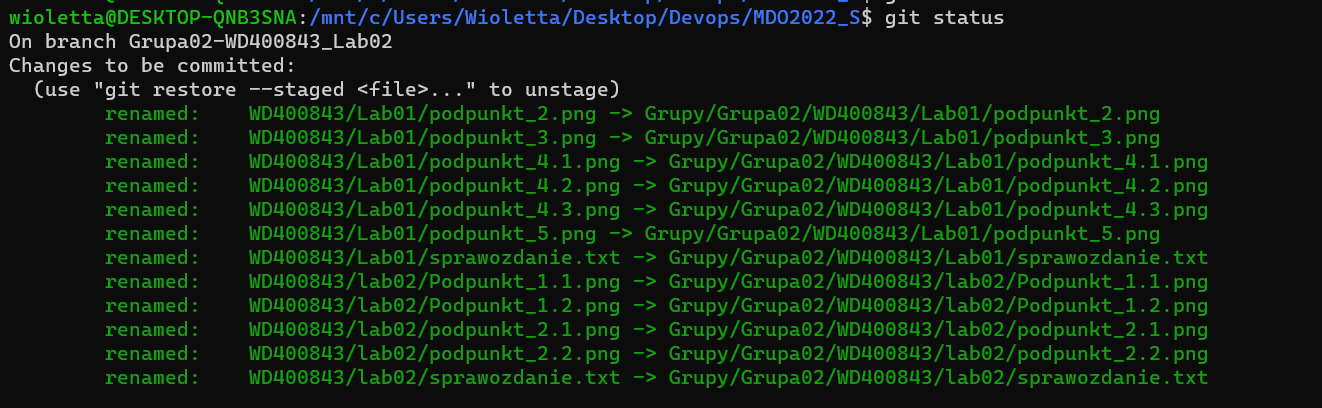 wioletta@DESKTOP-QNB3SNA:/mnt/c/Users/Wioletta/Desktop/Devops/MDO2022_S$ git status
On branch Grupa02-WD400843_Lab02
Changes to be committed:
  (use "git restore --staged <file>..." to unstage)
        renamed:    WD400843/Lab01/podpunkt_2.png -> Grupy/Grupa02/WD400843/Lab01/podpunkt_2.png
        renamed:    WD400843/Lab01/podpunkt_3.png -> Grupy/Grupa02/WD400843/Lab01/podpunkt_3.png
        renamed:    WD400843/Lab01/podpunkt_4.1.png -> Grupy/Grupa02/WD400843/Lab01/podpunkt_4.1.png
        renamed:    WD400843/Lab01/podpunkt_4.2.png -> Grupy/Grupa02/WD400843/Lab01/podpunkt_4.2.png
        renamed:    WD400843/Lab01/podpunkt_4.3.png -> Grupy/Grupa02/WD400843/Lab01/podpunkt_4.3.png
        renamed:    WD400843/Lab01/podpunkt_5.png -> Grupy/Grupa02/WD400843/Lab01/podpunkt_5.png
        renamed:    WD400843/Lab01/sprawozdanie.txt -> Grupy/Grupa02/WD400843/Lab01/sprawozdanie.txt
        renamed:    WD400843/lab02/Podpunkt_1.1.png -> Grupy/Grupa02/WD400843/lab02/Podpunkt_1.1.png
        renamed:    WD400843/lab02/Podpunkt_1.2.png -> Grupy/Grupa02/WD400843/lab02/Podpunkt_1.2.png
        renamed:    WD400843/lab02/podpunkt_2.1.png -> Grupy/Grupa02/WD400843/lab02/podpunkt_2.1.png
        renamed:    WD400843/lab02/podpunkt_2.2.png -> Grupy/Grupa02/WD400843/lab02/podpunkt_2.2.png
        renamed:    WD400843/lab02/sprawozdanie.txt -> Grupy/Grupa02/WD400843/lab02/sprawozdanie.txt